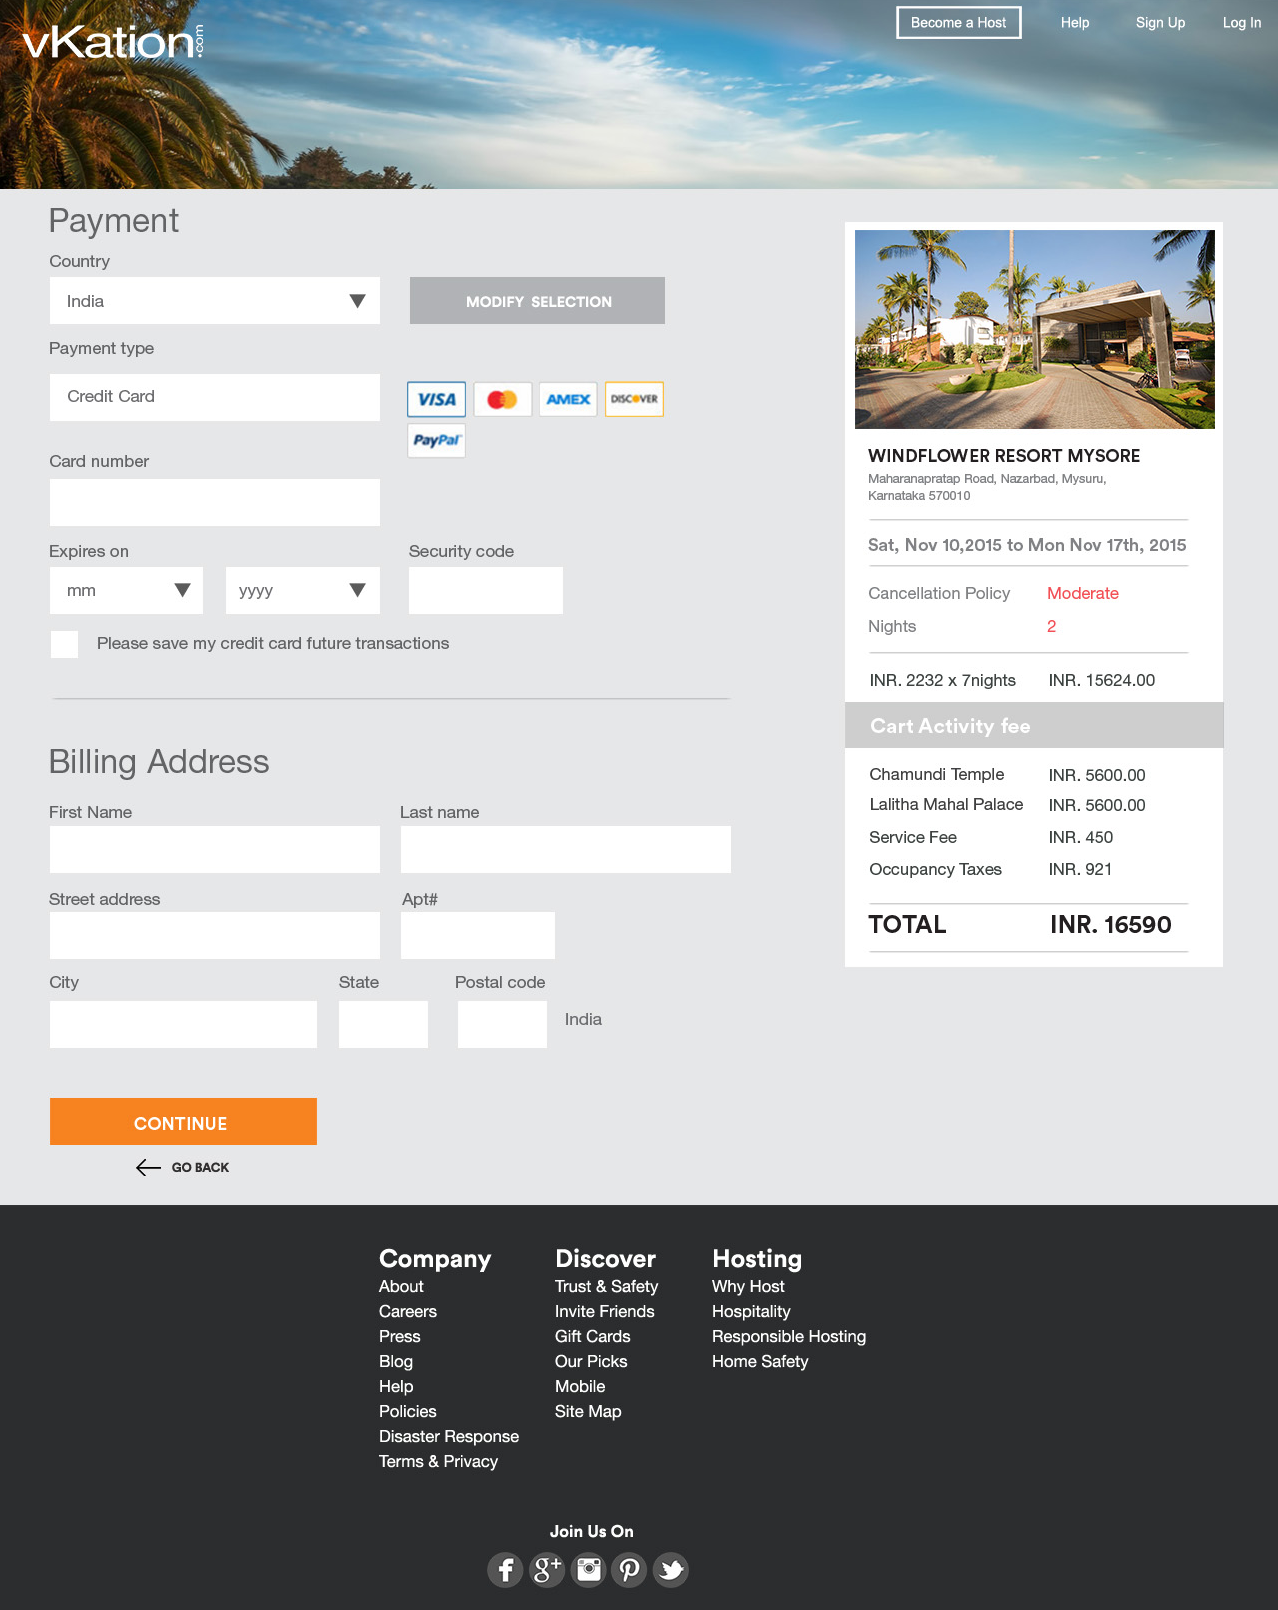 vKation.com
Become a Host
Help
Sign Up
Log In
Payment
Country
India
MODIFY SELECTION
Payment type
Credit Card
VISA
AMEX
DISCOVER
PayPal
Card number
Expires on
Security code
mm
yyyy
Please save my credit card future transactions
Billing Address
First Name
Last name
Street address
Apt#
City
State
Postal code
India
CONTINUE
GO BACK
WINDFLOWER RESORT MYSORE
Maharanapratap Road, Nazarbad, Mysuru,
Karnataka 570010
Sat, Nov 10,2015 to Mon Nov 17th, 2015
Cancellation Policy Moderate
Nights 2
INR. 2232 x 7nights INR. 15624.00
Cart Activity fee
Chamundi Temple INR. 5600.00
Lalitha Mahal Palace INR. 5600.00
Service Fee INR. 450
Occupancy Taxes INR. 921
TOTAL INR. 16590
Company
About
Careers
Press
Blog
Help
Policies
Disaster Response
Terms & Privacy
Discover
Trust & Safety
Invite Friends
Gift Cards
Our Picks
Mobile
Site Map
Hosting
Why Host
Hospitality
Responsible Hosting
Home Safety
Join Us On
f
g+